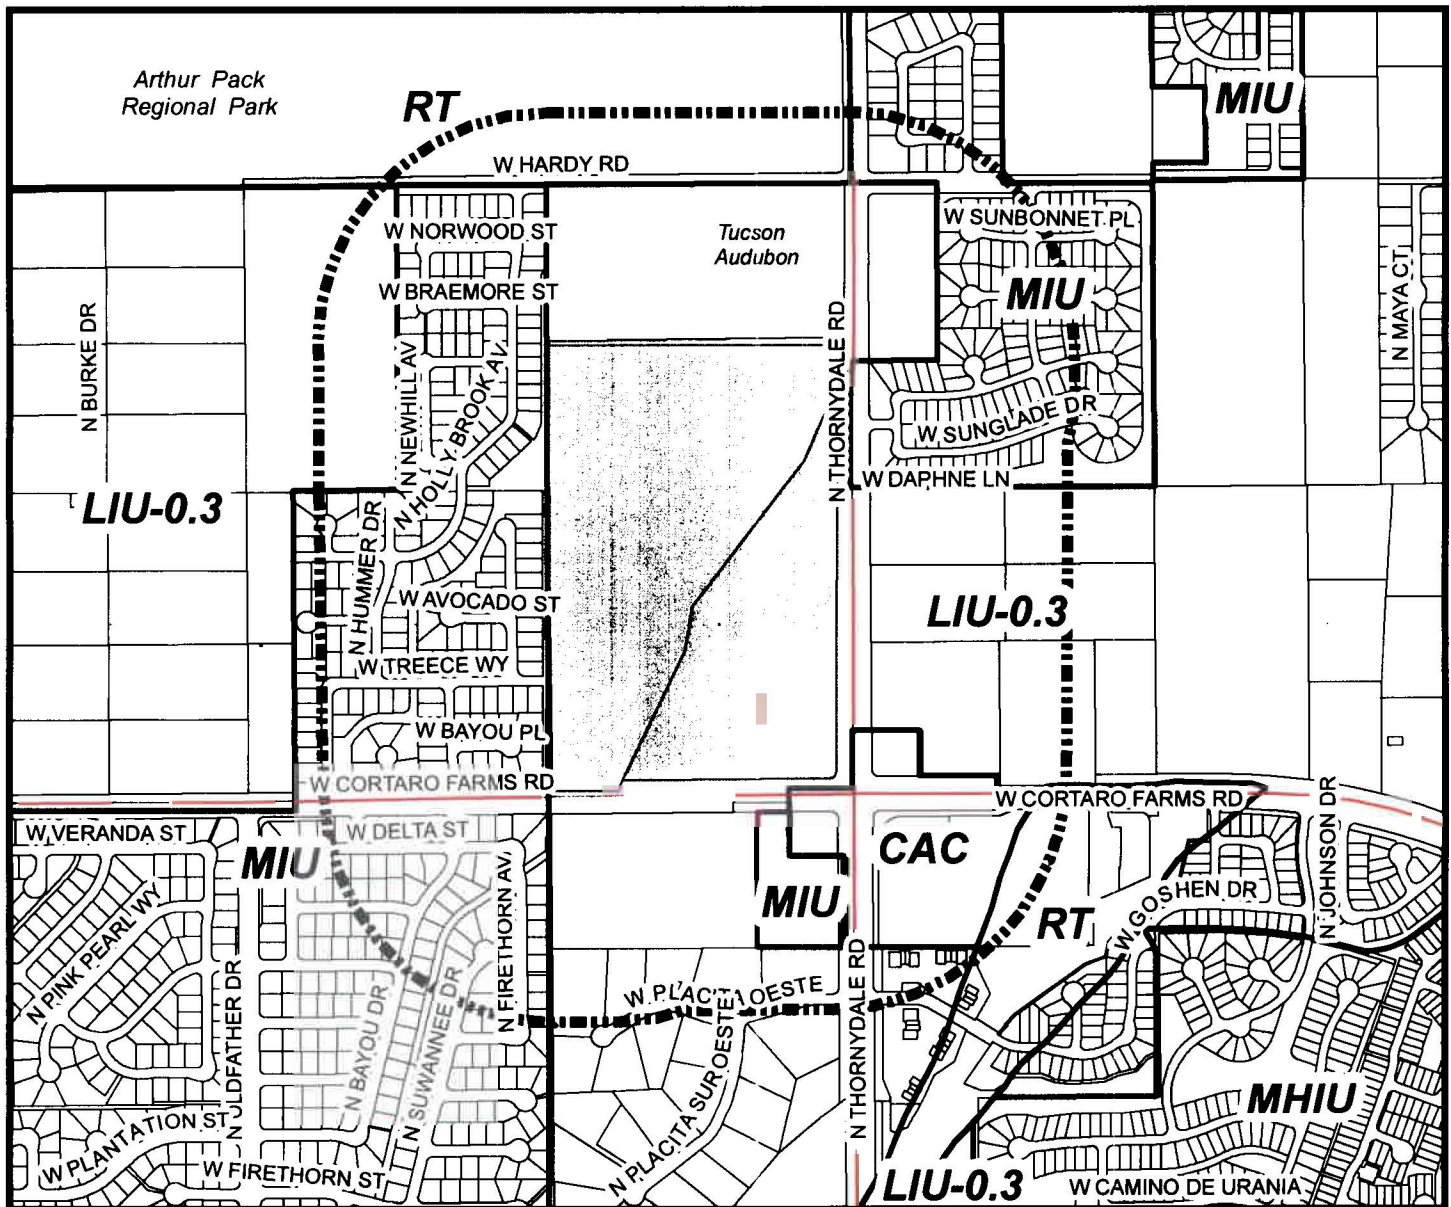 Arthur Pack
Regional Park
RT
MIU
W HARDY RD
W NORWOOD ST
W SUNBONNET PL
Tucson
Audubon
W BRAEMORE ST
MIU
N BURKE DR
N NEWHILL AV
N HOLLY BROOK AV
N THORNYDALE RD
N MAYA CT
W SUNGLADE DR
W DAPHNE LN
LIU-0.3
N HUMMER DR
W AVOCADO ST
LIU-0.3
W TREECE WY
W BAYOU PL
W CORTARO FARMS RD
W CORTARO FARMS RD
W VERANDA ST
W DELTA ST
MIU
CAC
N JOHNSON DR
MIU
N FIRETHORN AV
W GOSHEN DR
RT
N PINK PEARL WY
N OLDFATHER DR
N BAYOU DR
N SUWANNEE DR
W PLACITA OESTE
N THORNYDALE RD
N PLACITA SUROESTE
MHIU
W PLANTATION ST
W FIRETHORN ST
LIU-0.3
W CAMINO DE URANIA